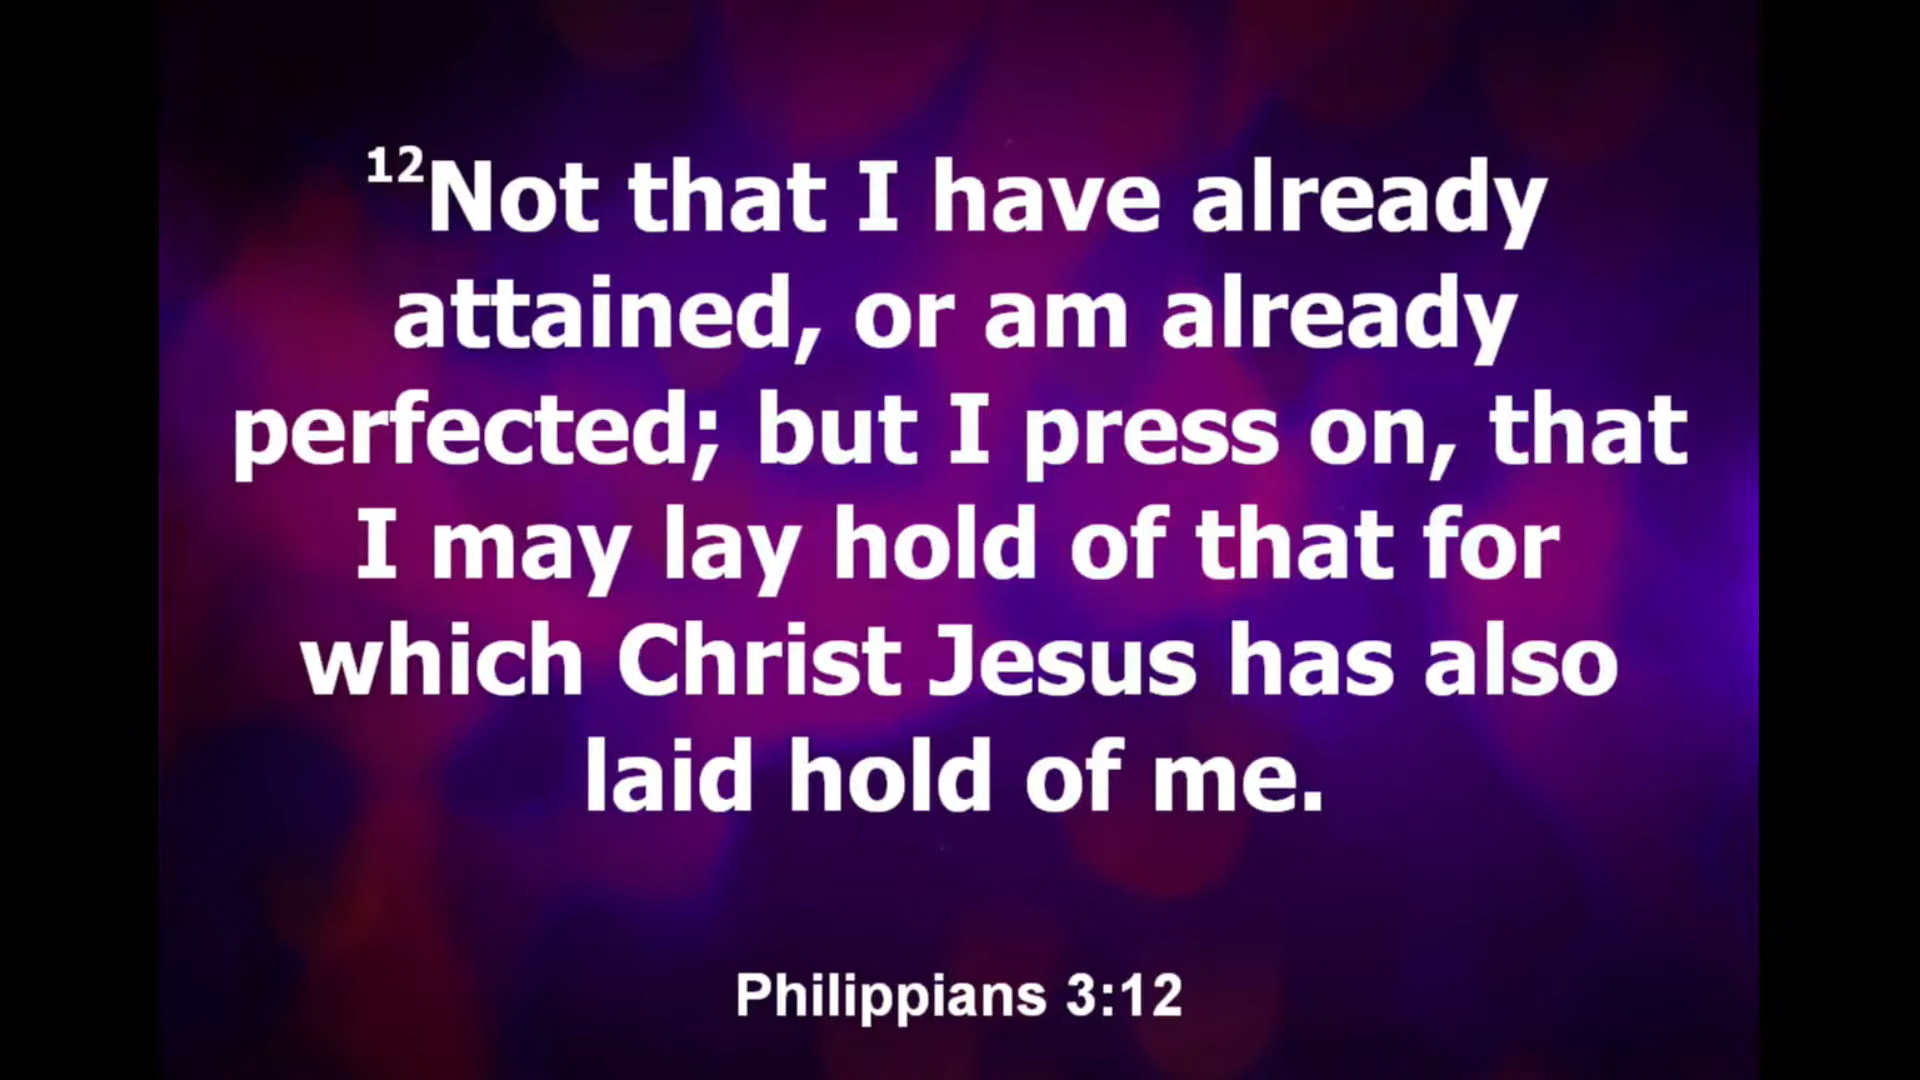 12Not that I have already
attained, or am already
perfected; but I press on, that
I may lay hold of that for
which Christ Jesus has also
laid hold of me.
Philippians 3:12